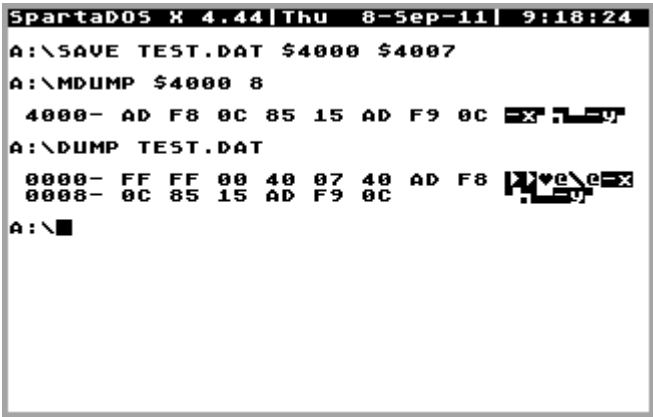 SpartaDOS X 4.44|Thu 8-Sep-11| 9:18:24
A:\SAVE TEST.DAT $4000 $4007
A:\MDUMP $4000 8
4000- AD F8 0C 85 15 AD F9 0C
A:\DUMP TEST.DAT
0000- FF FF 00 40 07 40 AD F8 ♥@\@-x
0008- 0C 85 15 AD F9 0C
A:\